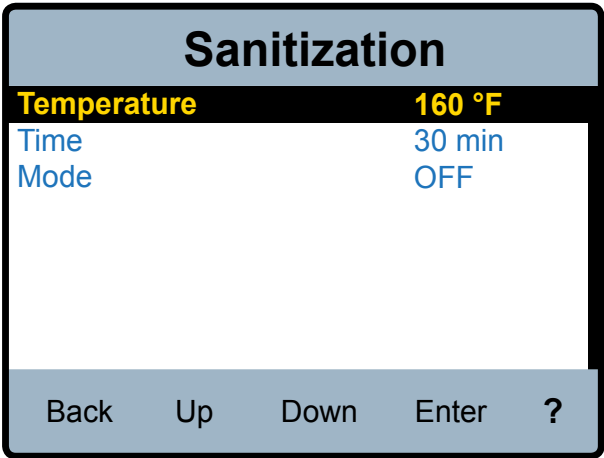 Sanitization
Temperature 160 °F
Time 30 min
Mode OFF
Back Up Down Enter ?